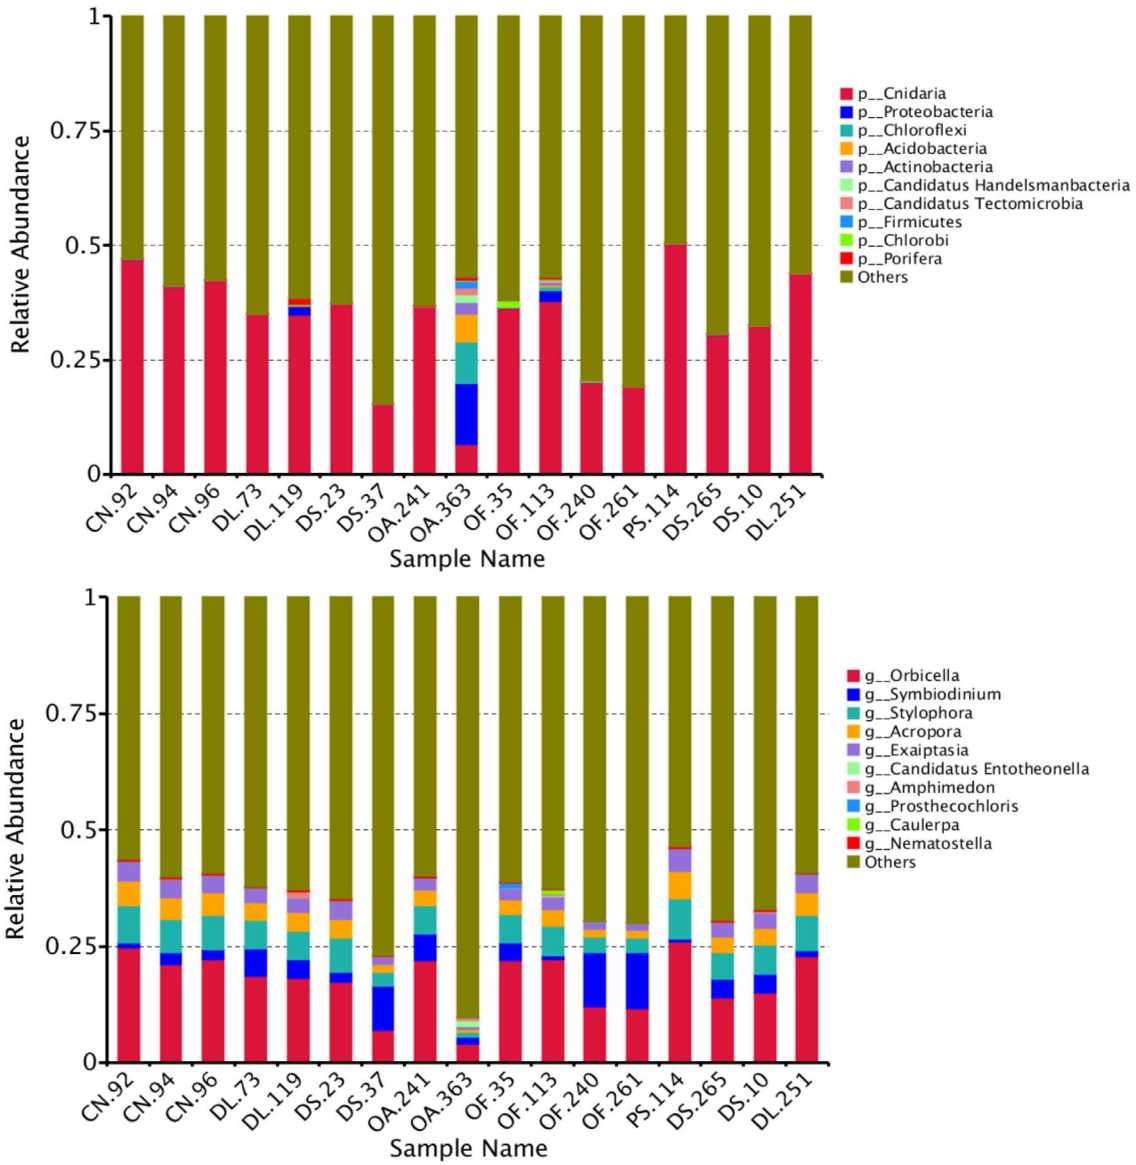 1
0.75
0.5
0.25
0
Relative Abundance
CN.92
CN.94
CN.96
DL.73
DL.119
DS.23
DS.37
OA.241
OA.363
OF.35
OF.113
OF.240
OF.261
PS.114
DS.265
DS.10
DL.251
Sample Name
p__Cnidaria
p__Proteobacteria
p__Chloroflexi
p__Acidobacteria
p__Actinobacteria
p__Candidatus Handelsmanbacteria
p__Candidatus Tectomicrobia
p__Firmicutes
p__Chlorobi
p__Porifera
Others
1
0.75
0.5
0.25
0
Relative Abundance
CN.92
CN.94
CN.96
DL.73
DL.119
DS.23
DS.37
OA.241
OA.363
OF.35
OF.113
OF.240
OF.261
PS.114
DS.265
DS.10
DL.251
Sample Name
g__Orbicella
g__Symbiodinium
g__Stylophora
g__Acropora
g__Exaiptasia
g__Candidatus Entotheonella
g__Amphimedon
g__Prosthecochloris
g__Caulerpa
g__Nematostella
Others